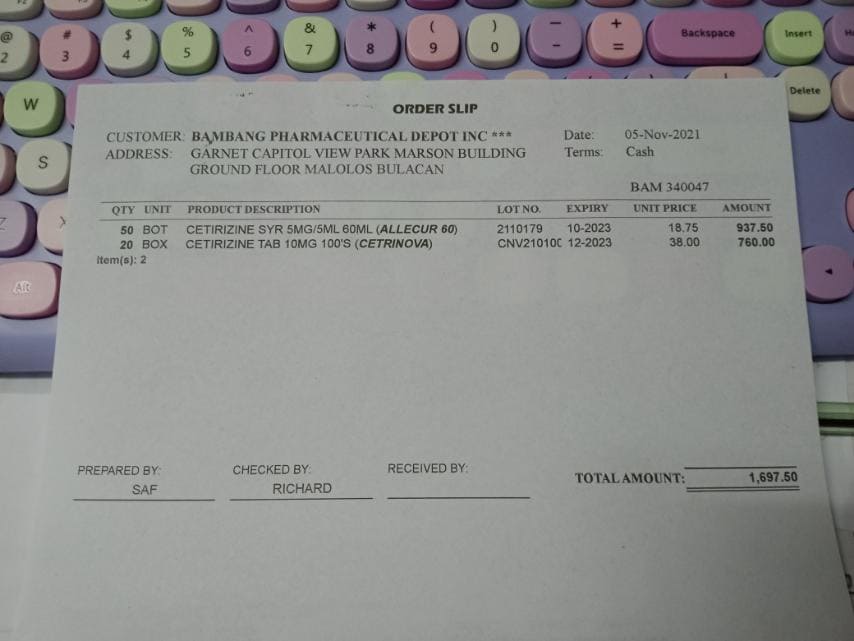 @ # $ % ^ & * ( ) — +
2 3 4 5 6 7 8 9 0 - = Backspace Insert
W Delete
S
Z X
Alt
ORDER SLIP
CUSTOMER: BAMBANG PHARMACEUTICAL DEPOT INC *** Date: 05-Nov-2021
ADDRESS: GARNET CAPITOL VIEW PARK MARSON BUILDING Terms: Cash
GROUND FLOOR MALOLOS BULACAN
BAM 340047
QTY UNIT PRODUCT DESCRIPTION LOT NO. EXPIRY UNIT PRICE AMOUNT
50 BOT CETIRIZINE SYR 5MG/5ML 60ML (ALLECUR 60) 2110179 10-2023 18.75 937.50
20 BOX CETIRIZINE TAB 10MG 100'S (CETRINOVA) CNV21010C 12-2023 38.00 760.00
Item(s): 2
PREPARED BY: CHECKED BY: RECEIVED BY: TOTAL AMOUNT: 1,697.50
SAF RICHARD